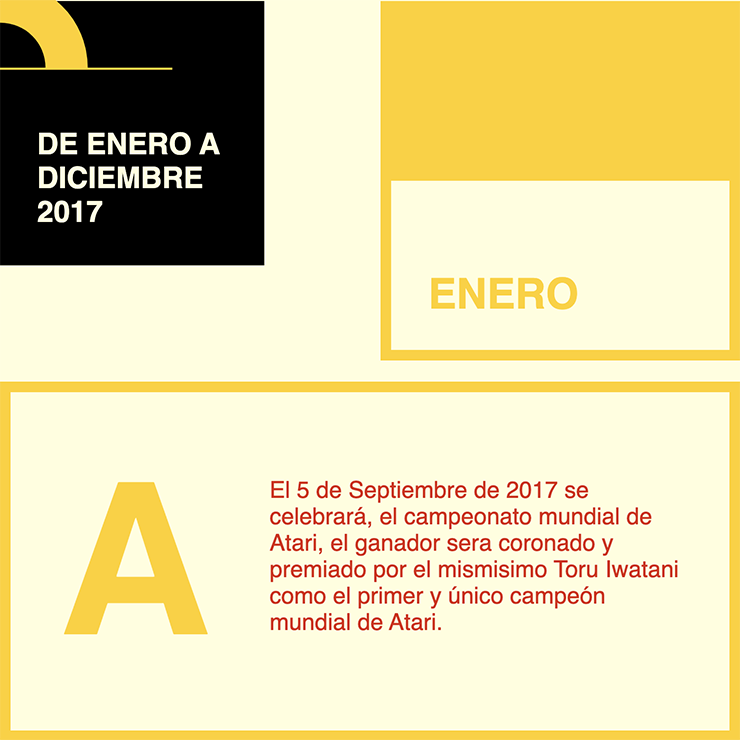 DE ENERO A
DICIEMBRE
2017
ENERO
A
El 5 de Septiembre de 2017 se
celebrará, el campeonato mundial de
Atari, el ganador sera coronado y
premiado por el mismisimo Toru Iwatani
como el primer y único campeón
mundial de Atari.